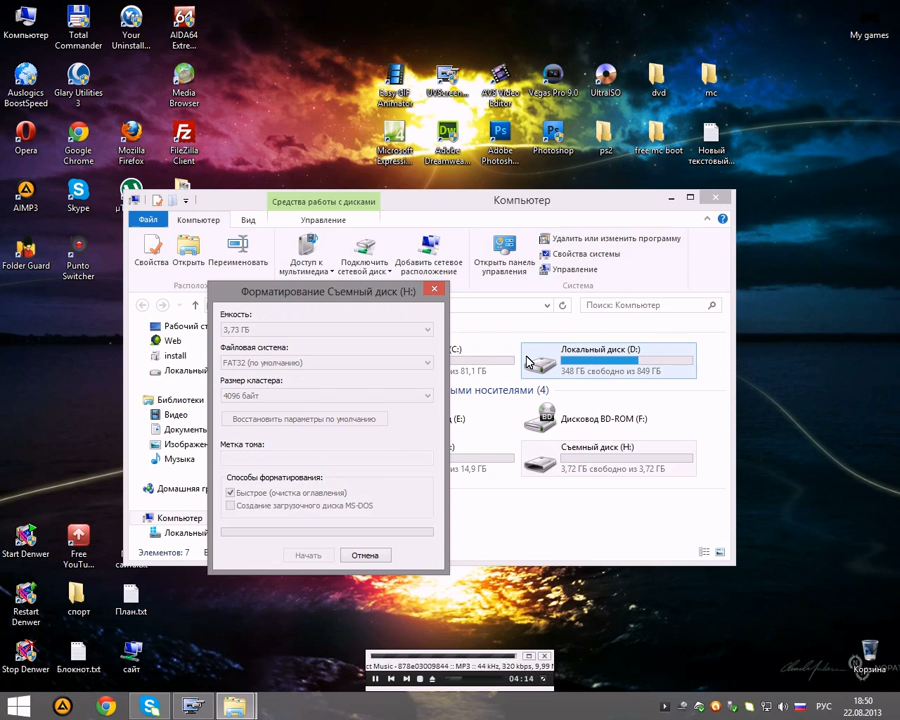 Компьютер
Total
Commander
Your
Uninstall...
AIDA64
Extre...
My games
Auslogics
BoostSpeed
Glary Utilities
3
Media
Browser
Easy GIF
Animator
UVScreen...
AVS Video
Editor
Vegas Pro 9.0
UltraISO
dvd
mc
Opera
Google
Chrome
Mozilla
Firefox
FileZilla
Client
Microsoft
Expressi...
Adobe
Dreamwea...
Adobe
Photosh...
Photoshop
ps2
free mc boot
Новый
текстовый...
AIMP3
Skype
Folder Guard
Punto
Switcher
Средства работы с дисками
Компьютер
Файл
Компьютер
Вид
Управление
Свойства
Открыть
Переименовать
Доступ к
мультимедиа
Подключить
сетевой диск
Добавить сетевое
расположение
Открыть панель
управления
Удалить или изменить программу
Свойства системы
Управление
Располо
Система
Поиск: Компьютер
Рабочий ст
Web
install
Локальный
Библиотеки
Видео
Документы
Изображен
Музыка
Домашняя гр
Компьютер
Локальный
Элементов: 7
(C:)
из 81,1 ГБ
Локальный диск (D:)
348 ГБ свободно из 849 ГБ
ыми носителями (4)
(E:)
Дисковод BD-ROM (F:)
из 14,9 ГБ
Съемный диск (H:)
3,72 ГБ свободно из 3,72 ГБ
Форматирование Съемный диск (H:)
Емкость:
3,73 ГБ
Файловая система:
FAT32 (по умолчанию)
Размер кластера:
4096 байт
Восстановить параметры по умолчанию
Метка тома:
Способы форматирования:
Быстрое (очистка оглавления)
Создание загрузочного диска MS-DOS
Начать
Отмена
Start Denwer
Free
YouTu...
Restart
Denwer
спорт
План.txt
Stop Denwer
Блокнот.txt
сайт
Корзина
ct Music - 878e03009844 :: MP3 :: 44 kHz, 320 kbps, 9,99 
04:14
РУС
18:50
22.08.2013